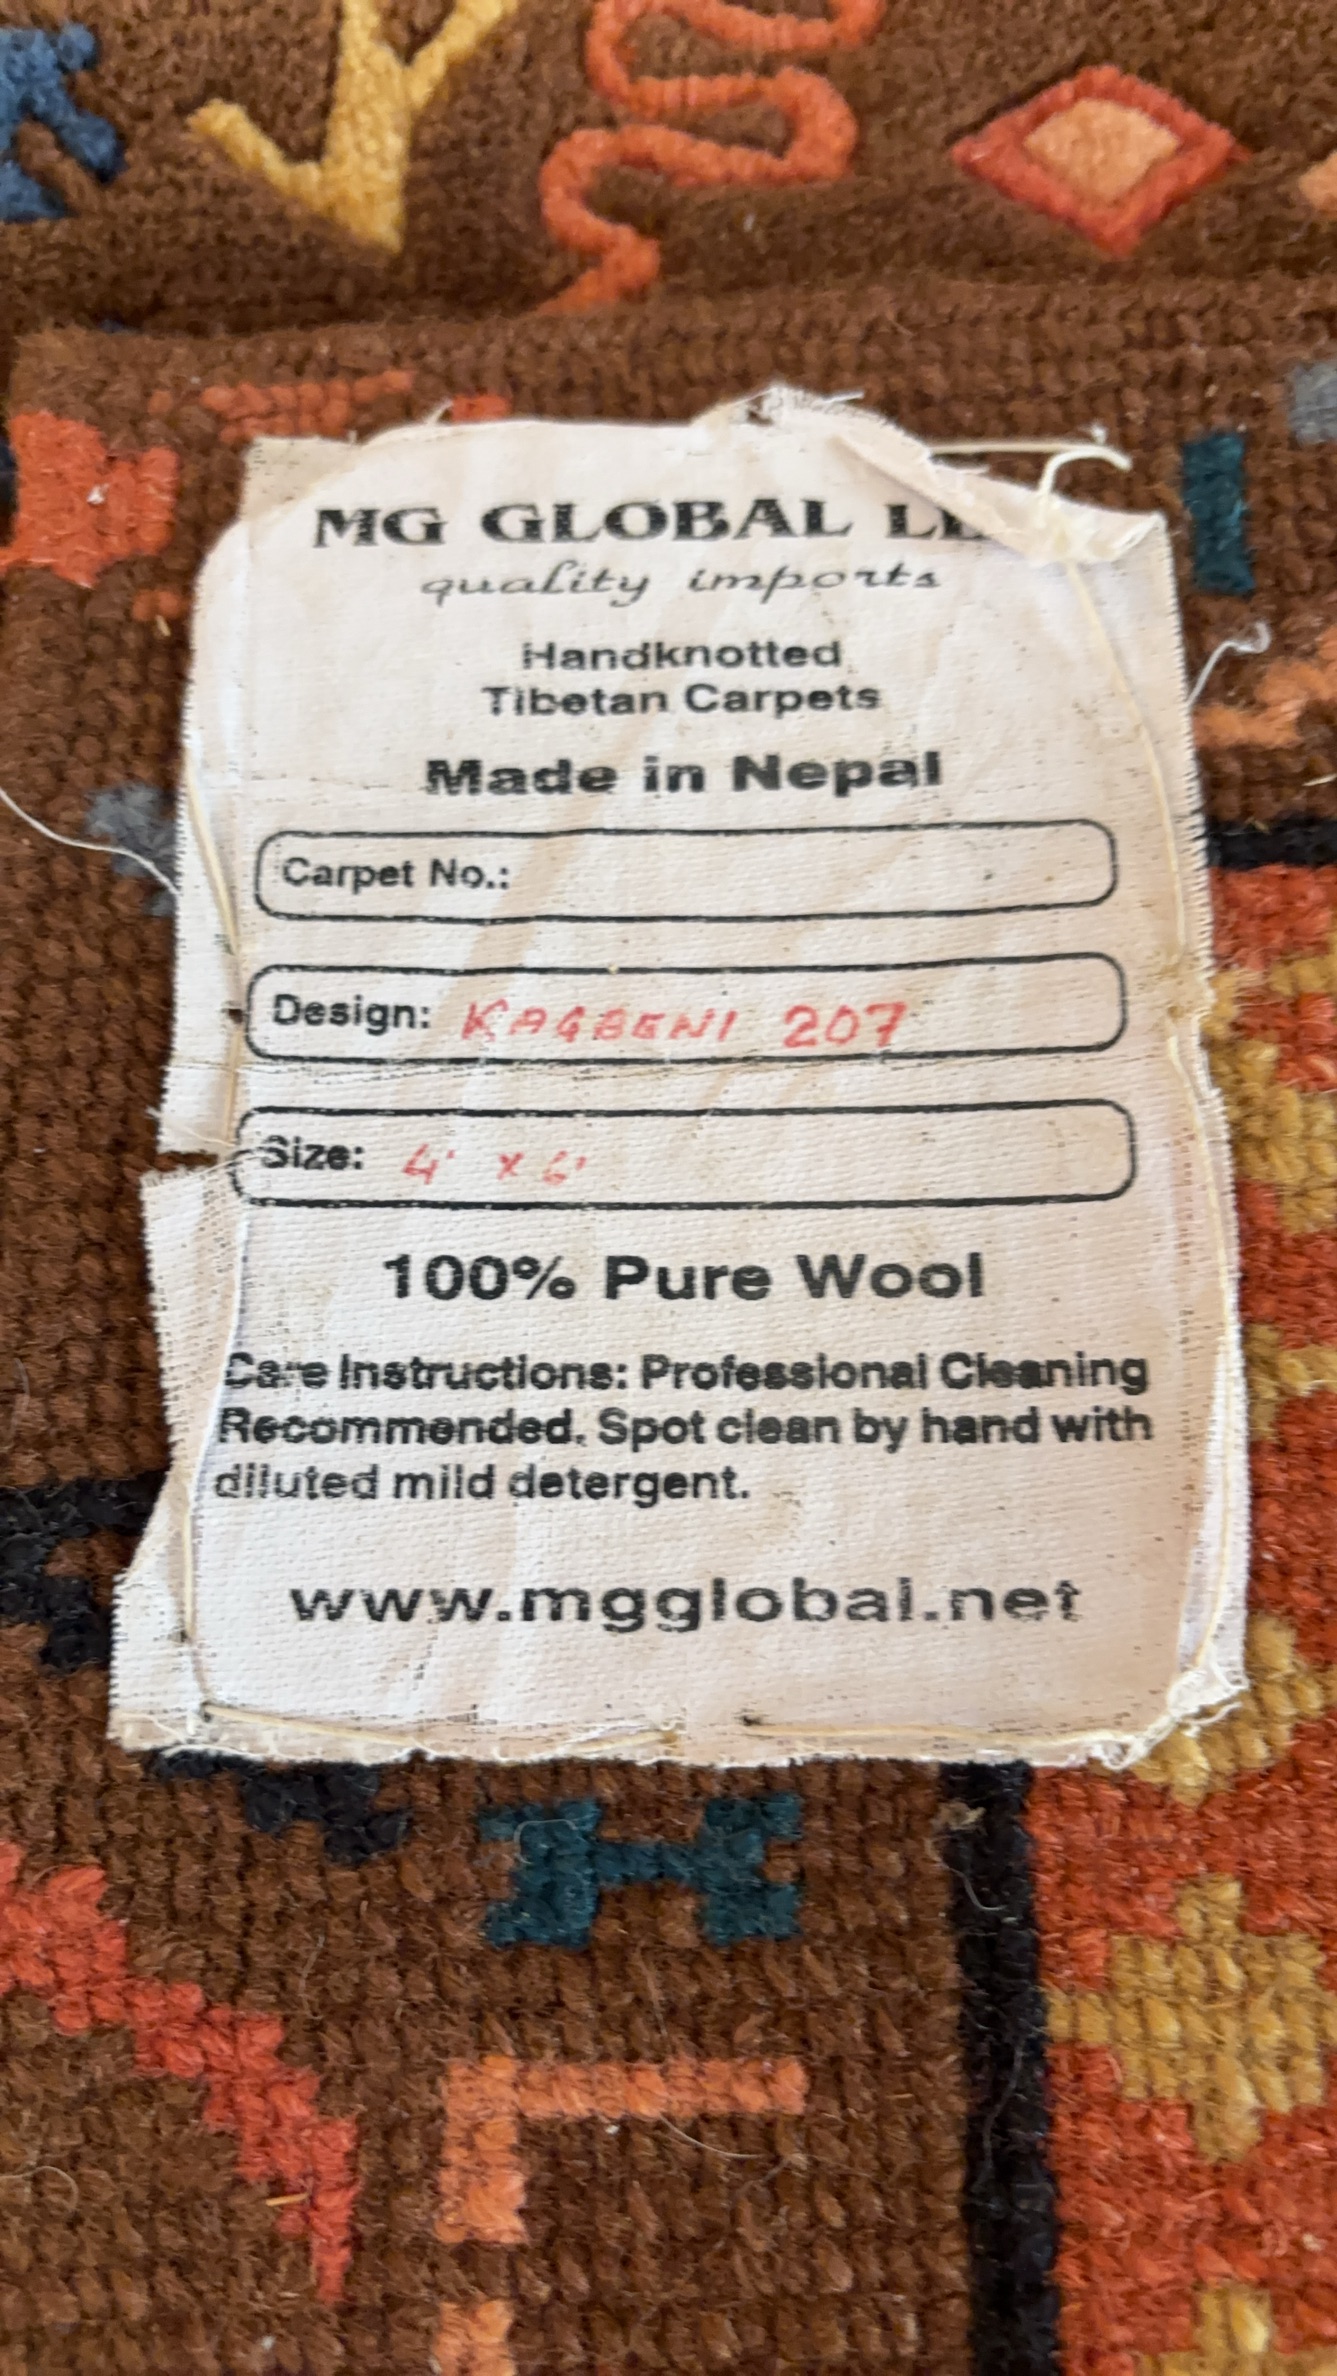 MG GLOBAL
quality imports
Handknotted
Tibetan Carpets
Made in Nepal
Carpet No.:
Design: KAGBENI 207
Size: 4' x 6'
100% Pure Wool
Care Instructions: Professional Cleaning
Recommended. Spot clean by hand with
diluted mild detergent.
www.mgglobal.net